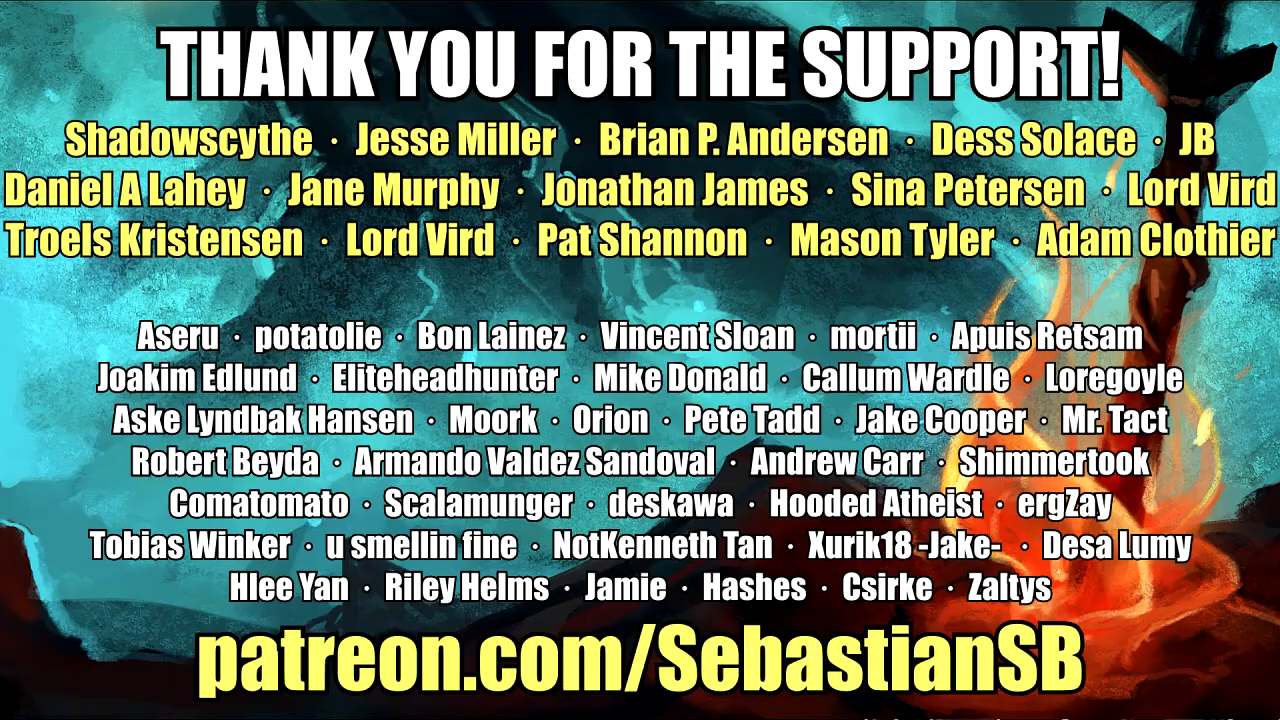 THANK YOU FOR THE SUPPORT!
Shadowscythe · Jesse Miller · Brian P. Andersen · Dess Solace · JB
Daniel A Lahey · Jane Murphy · Jonathan James · Sina Petersen · Lord Vird
Troels Kristensen · Lord Vird · Pat Shannon · Mason Tyler · Adam Clothier
Aseru · potatolie · Bon Lainez · Vincent Sloan · mortii · Apuis Retsam
Joakim Edlund · Eliteheadhunter · Mike Donald · Callum Wardle · Loregoyle
Aske Lyndbak Hansen · Moork · Orion · Pete Tadd · Jake Cooper · Mr. Tact
Robert Beyda · Armando Valdez Sandoval · Andrew Carr · Shimmertook
Comatomato · Scalamunger · deskawa · Hooded Atheist · ergZay
Tobias Winker · u smellin fine · NotKenneth Tan · Xurik18 -Jake- · Desa Lumy
Hlee Yan · Riley Helms · Jamie · Hashes · Csirke · Zaltys
patreon.com/SebastianSB